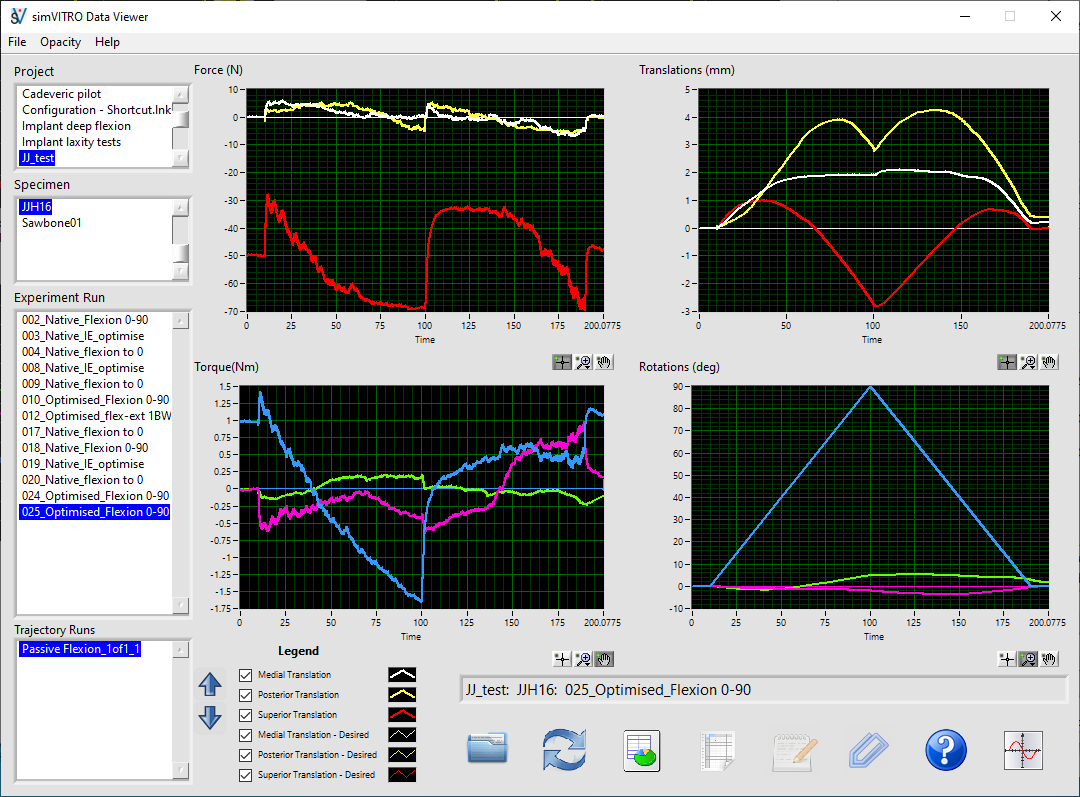 simVITRO Data Viewer
File Opacity Help
Project
Cadeveric pilot
Configuration - Shortcut.lnk
Implant deep flexion
Implant laxity tests
JJ_test
Specimen
JJH16
Sawbone01
Experiment Run
002_Native_Flexion 0-90
003_Native_IE_optimise
004_Native_flexion to 0
008_Native_IE_optimise
009_Native_flexion to 0
010_Optimised_Flexion 0-90
012_Optimised_flex-ext 1BW
017_Native_flexion to 0
018_Native_Flexion 0-90
019_Native_IE_optimise
020_Native_flexion to 0
024_Optimised_Flexion 0-90
025_Optimised_Flexion 0-90
Trajectory Runs
Passive Flexion_1of1_1
Force (N)
10
0
-10
-20
-30
-40
-50
-60
-70
0 25 50 75 100 125 150 175 200.0775
Time
Translations (mm)
5
4
3
2
1
0
-1
-2
-3
0 50 100 150 200.0775
Time
Torque(Nm)
1.5
1.25
1
0.75
0.5
0.25
0
-0.25
-0.5
-0.75
-1
-1.25
-1.5
-1.75
0 25 50 75 100 125 150 175 200.0775
Time
Rotations (deg)
90
80
70
60
50
40
30
20
10
0
-10
0 25 50 75 100 125 150 175 200.0775
Time
Legend
Medial Translation
Posterior Translation
Superior Translation
Medial Translation - Desired
Posterior Translation - Desired
Superior Translation - Desired
JJ_test: JJH16: 025_Optimised_Flexion 0-90